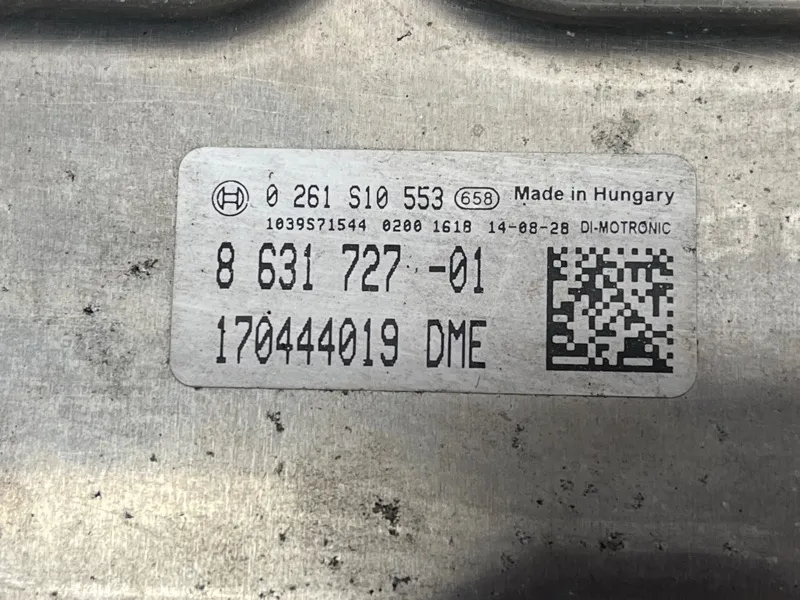 0 261 S10 553 658 Made in Hungary
1039S71544 0200 1618 14-08-28 DI-MOTRONIC
8 631 727 -01
170444019 DME